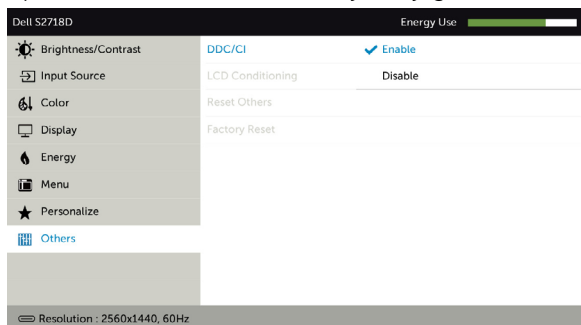 Dell S2718D Energy Use
Brightness/Contrast DDC/CI Enable
Input Source LCD Conditioning Disable
Color Reset Others
Display Factory Reset
Energy
Menu
Personalize
Others
Resolution : 2560x1440, 60Hz